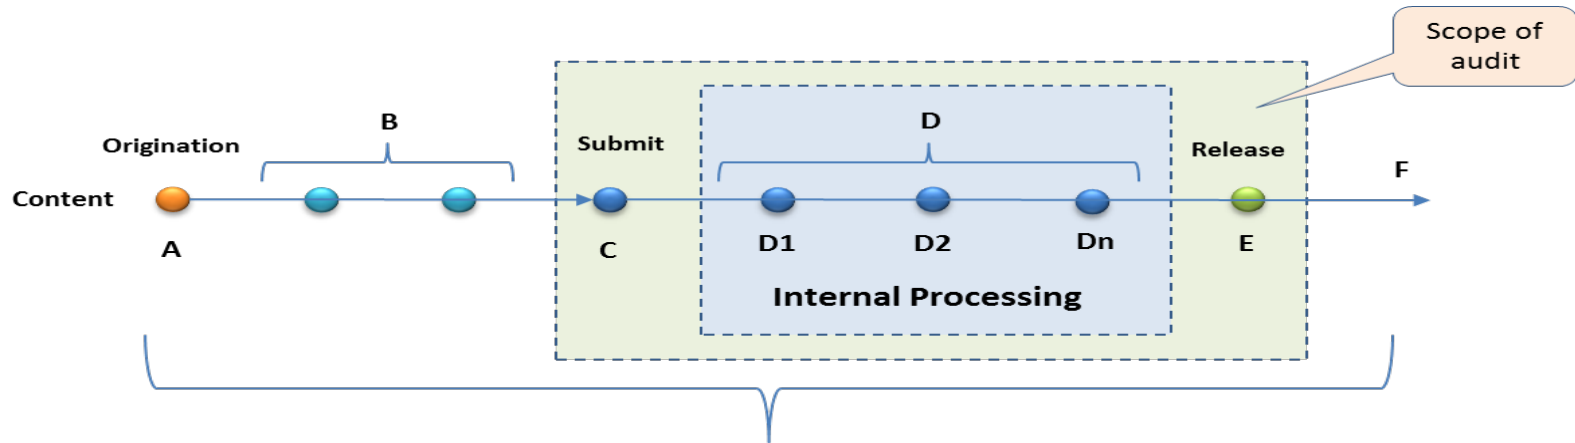 Scope of
audit
B
D
Origination
Submit
Release
Content
F
A
C
D1
D2
Dn
E
Internal Processing